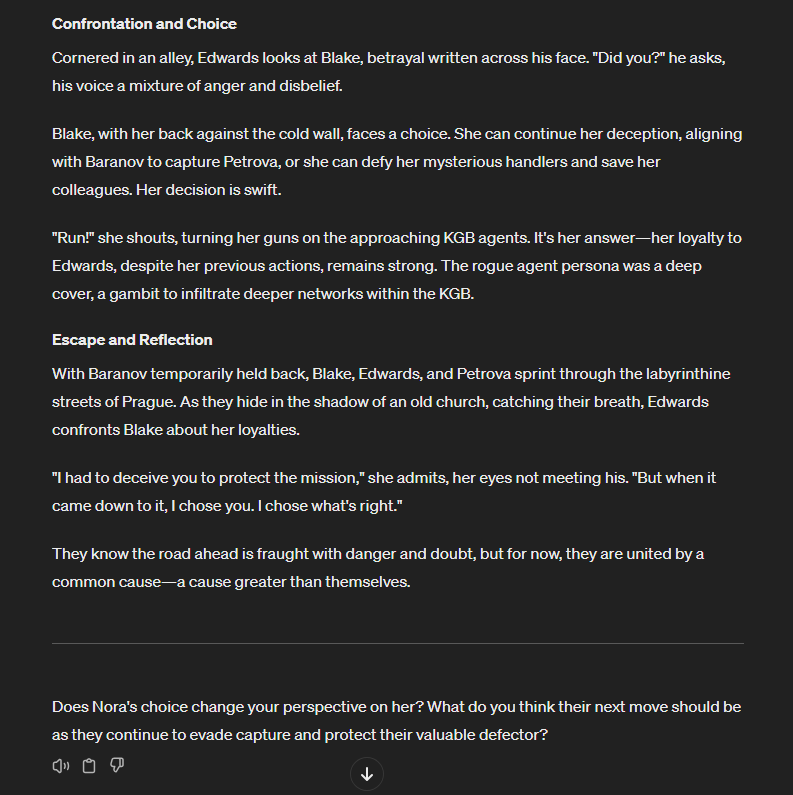 Confrontation and Choice
Cornered in an alley, Edwards looks at Blake, betrayal written across his face. "Did you?" he asks,
his voice a mixture of anger and disbelief.
Blake, with her back against the cold wall, faces a choice. She can continue her deception, aligning
with Baranov to capture Petrova, or she can defy her mysterious handlers and save her
colleagues. Her decision is swift.
"Run!" she shouts, turning her guns on the approaching KGB agents. It's her answer—her loyalty to
Edwards, despite her previous actions, remains strong. The rogue agent persona was a deep
cover, a gambit to infiltrate deeper networks within the KGB.
Escape and Reflection
With Baranov temporarily held back, Blake, Edwards, and Petrova sprint through the labyrinthine
streets of Prague. As they hide in the shadow of an old church, catching their breath, Edwards
confronts Blake about her loyalties.
"I had to deceive you to protect the mission," she admits, her eyes not meeting his. "But when it
came down to it, I chose you. I chose what's right."
They know the road ahead is fraught with danger and doubt, but for now, they are united by a
common cause—a cause greater than themselves.
Does Nora's choice change your perspective on her? What do you think their next move should be
as they continue to evade capture and protect their valuable defector?